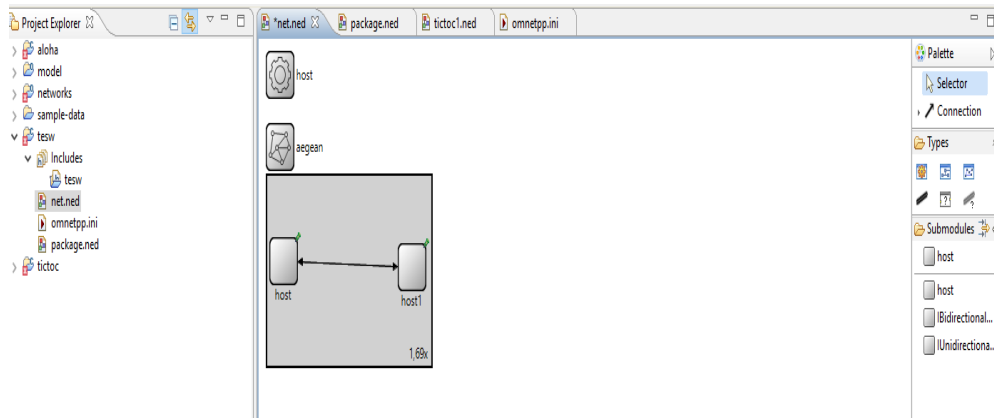 Project Explorer
*net.ned
package.ned
tictoc1.ned
omnetpp.ini
aloha
model
networks
sample-data
tesw
Includes
tesw
net.ned
omnetpp.ini
package.ned
tictoc
host
aegean
host
host1
1,69x
Palette
Selector
Connection
Types
Submodules
host
host
IBidirectional...
IUnidirectiona...